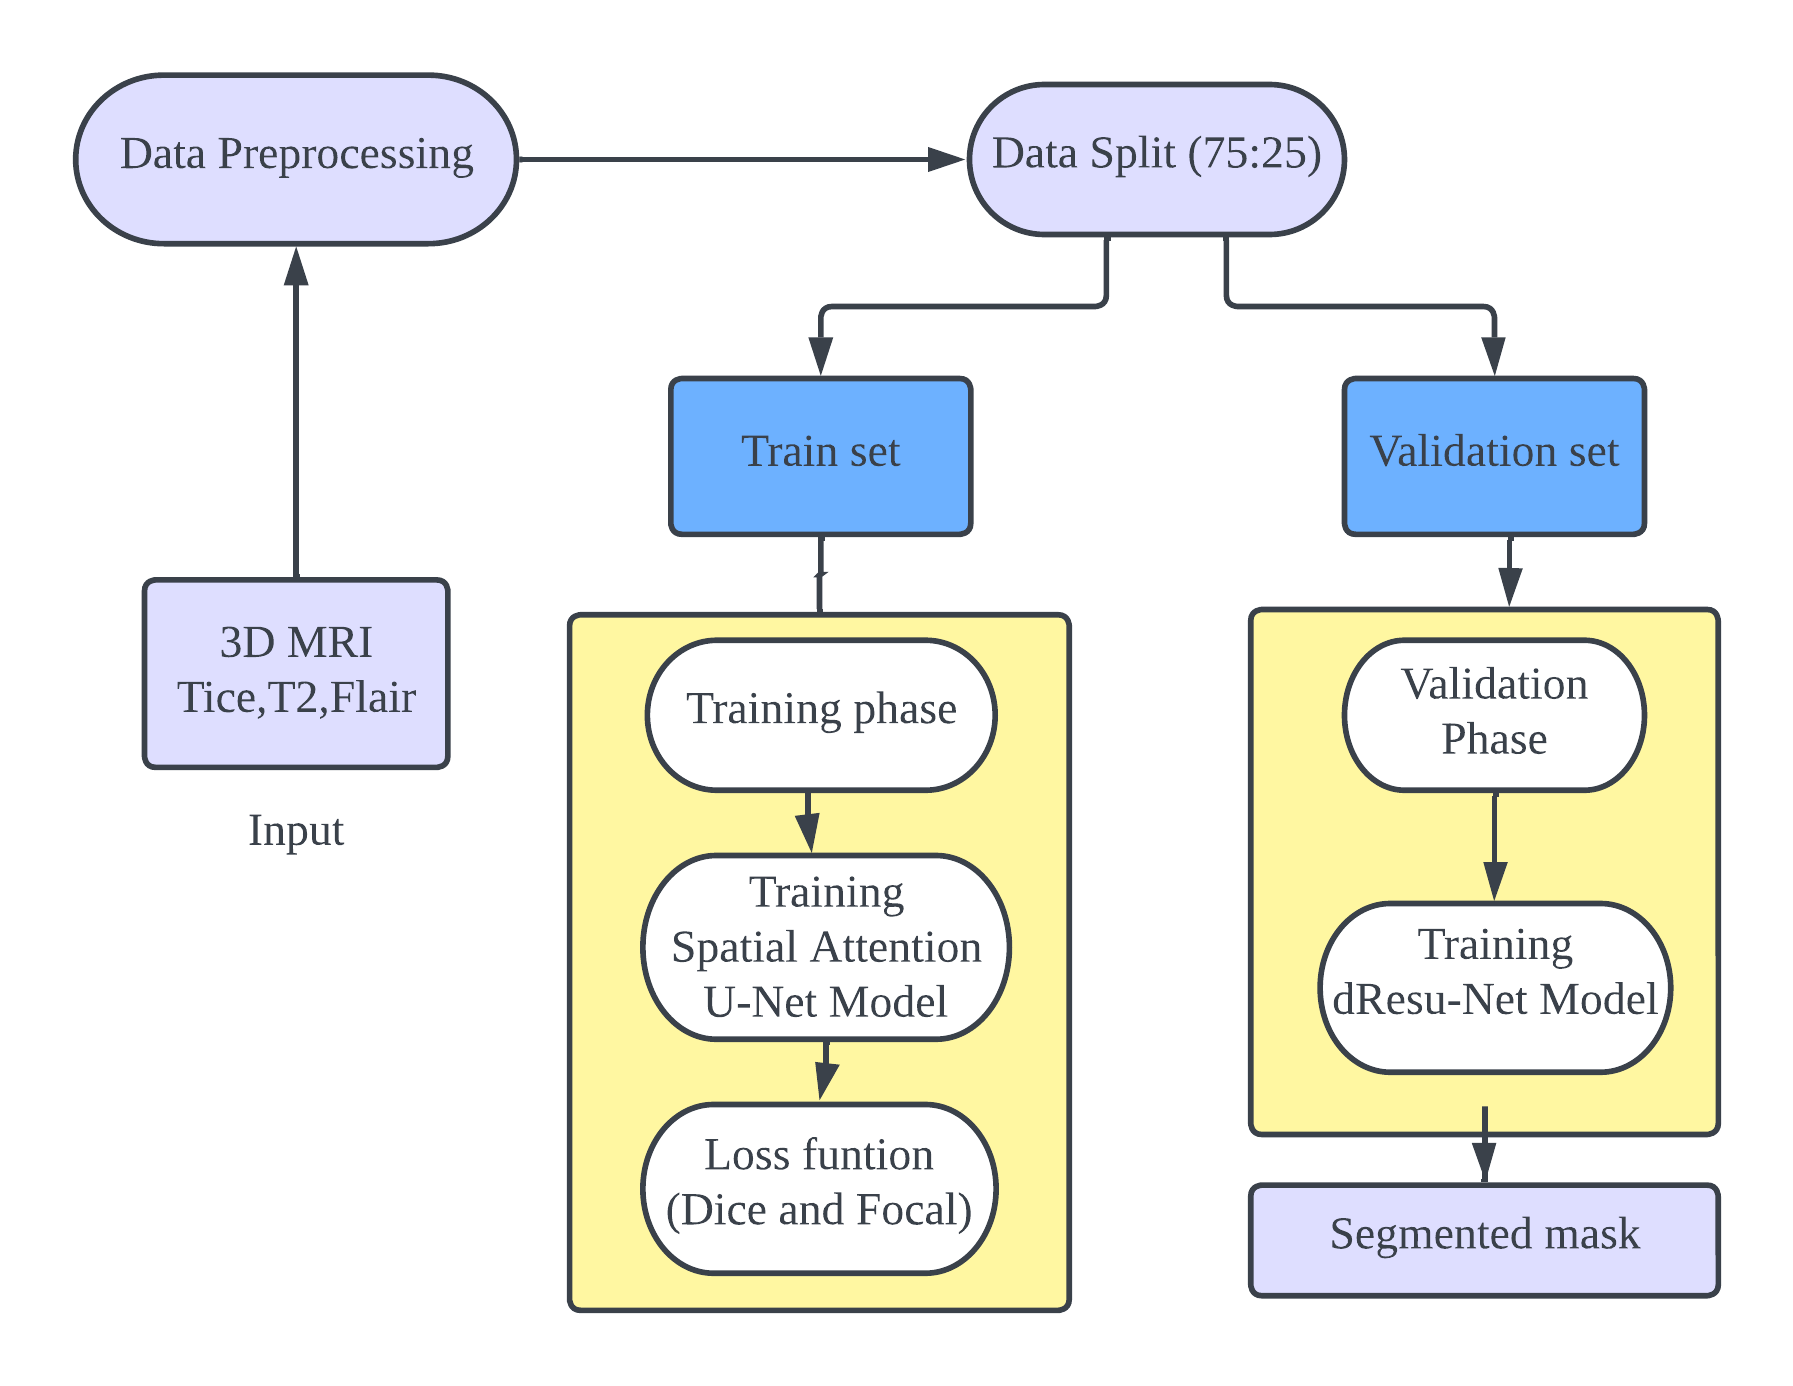 Data Preprocessing
Data Split (75:25)
Train set
Validation set
3D MRI
Tice,T2,Flair
Input
Training phase
Training
Spatial Attention
U-Net Model
Loss funtion
(Dice and Focal)
Validation
Phase
Training
dResu-Net Model
Segmented mask